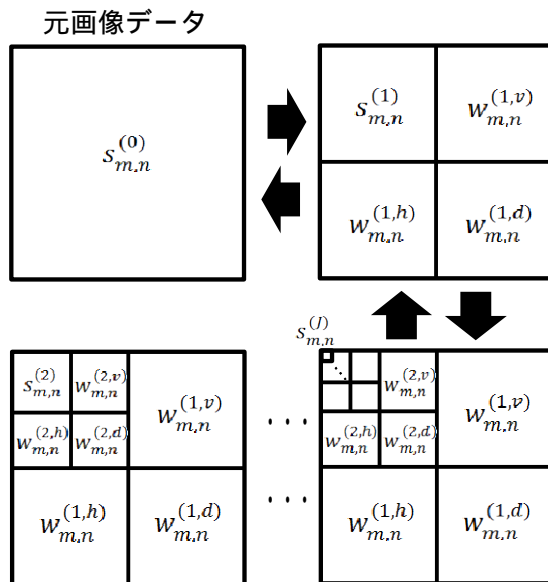 元画像データ
s_{m,n}^{(0)}
s_{m,n}^{(1)} w_{m,n}^{(1,v)}
w_{m,n}^{(1,h)} w_{m,n}^{(1,d)}
s_{m,n}^{(2)} w_{m,n}^{(2,v)} w_{m,n}^{(1,v)}
w_{m,n}^{(2,h)} w_{m,n}^{(2,d)}
w_{m,n}^{(1,h)} w_{m,n}^{(1,d)}
...
...
s_{m,n}^{(J)}
w_{m,n}^{(2,v)} w_{m,n}^{(1,v)}
w_{m,n}^{(2,h)} w_{m,n}^{(2,d)}
w_{m,n}^{(1,h)} w_{m,n}^{(1,d)}